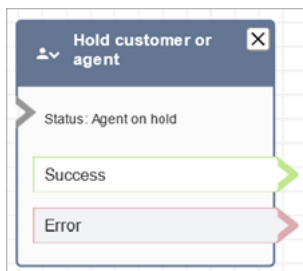 Hold customer or
agent
Status: Agent on hold
Success
Error